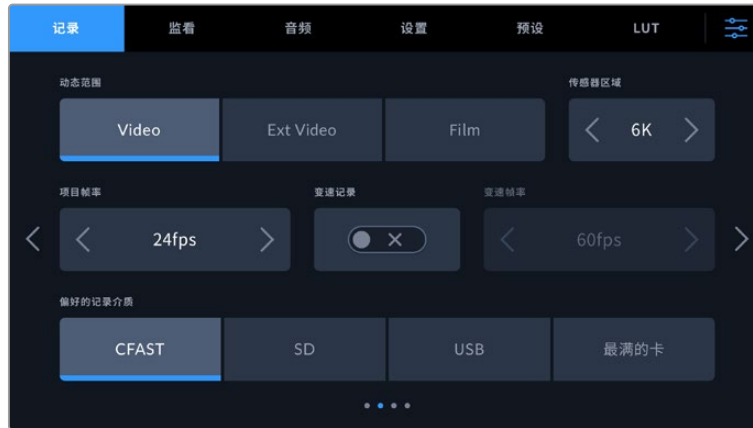 记录 监看 音频 设置 预设 LUT
动态范围 传感器区域
Video Ext Video Film 6K
项目帧率 变速记录 变速帧率
24fps 60fps
偏好的记录介质
CFAST SD USB 最满的卡